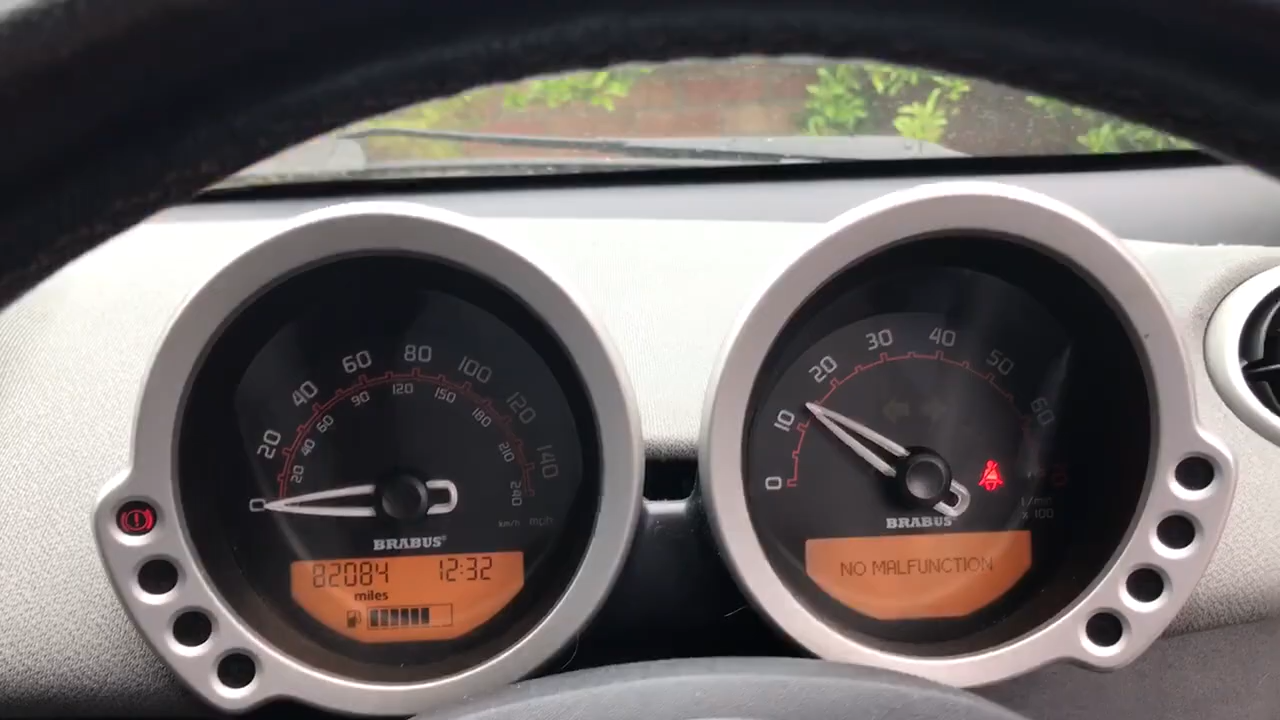 0 20 40 60 80 100 120 140
20 40 60 90 120 150 180 210 240
km/h mph
BRABUS
82084 12:32
miles
0 10 20 30 40 50 60
1/min
x 100
BRABUS
NO MALFUNCTION